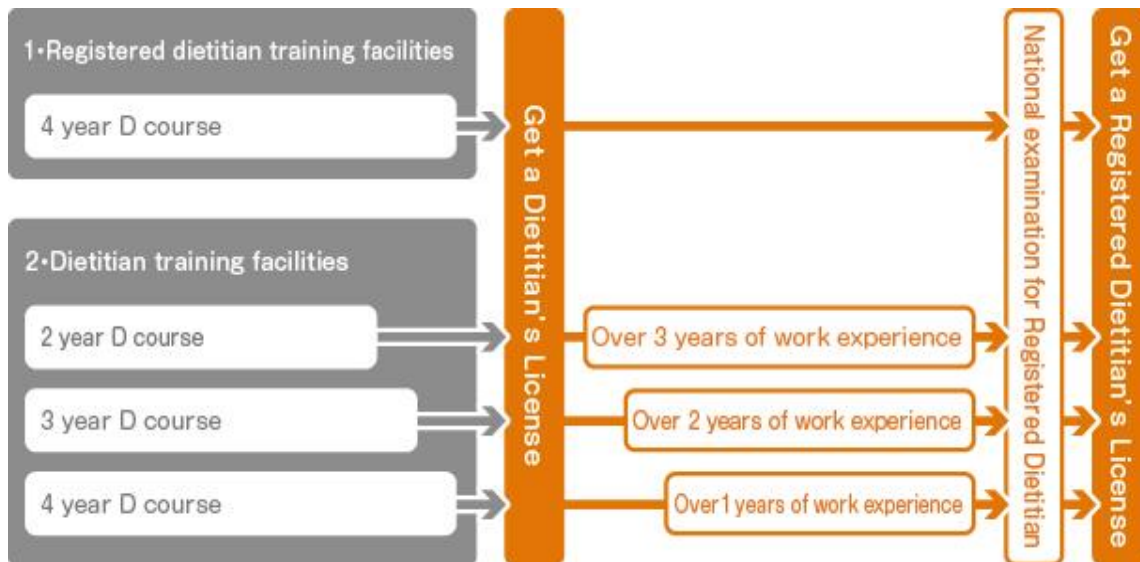 1・Registered dietitian training facilities
4 year D course
2・Dietitian training facilities
2 year D course
3 year D course
4 year D course
Get a Dietitian's License
Over 3 years of work experience
Over 2 years of work experience
Over 1 years of work experience
National examination for Registered Dietitian
Get a Registered Dietitian's License